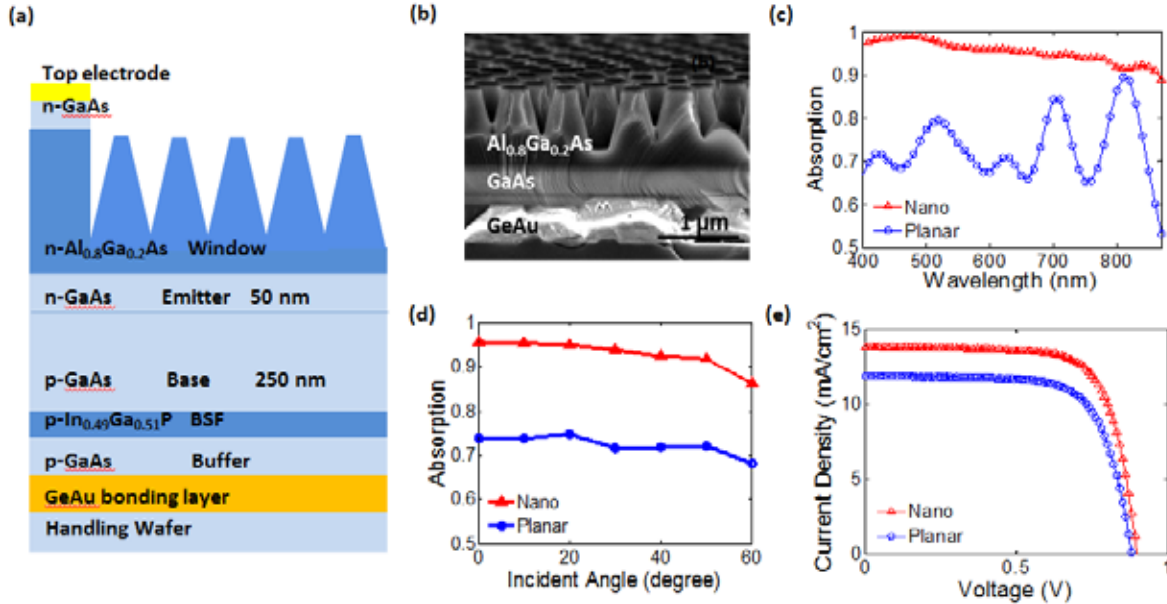 (a)
Top electrode
n-GaAs
n-Al0.8Ga0.2As Window
n-GaAs Emitter 50 nm
p-GaAs Base 250 nm
p-In0.49Ga0.51P BSF
p-GaAs Buffer
GeAu bonding layer
Handling Wafer
(b)
Al0.8Ga0.2As
GaAs
GeAu
1 μm
(c)
Absorption
1
0.9
0.8
0.7
0.6
0.5
Nano
Planar
400 500 600 700 800
Wavelength (nm)
(d)
Absorption
1
0.9
0.8
0.7
0.6
0.5
Nano
Planar
0 20 40 60
Incident Angle (degree)
(e)
Current Density (mA/cm2)
15
10
5
0
Nano
Planar
0 0.5 1
Voltage (V)